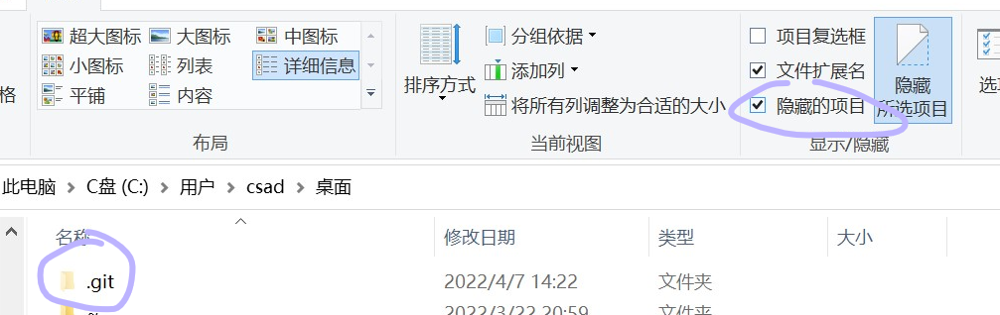 超大图标 大图标 中图标
小图标 列表 详细信息
平铺 内容
格
布局
排序方式
分组依据
添加列
将所有列调整为合适的大小
当前视图
项目复选框
文件扩展名
隐藏的项目
隐藏
所选项目
显示/隐藏
此电脑 > C盘 (C:) > 用户 > csad > 桌面
名称 修改日期 类型 大小
.git 2022/4/7 14:22 文件夹
2022/3/22 20:59 文件夹